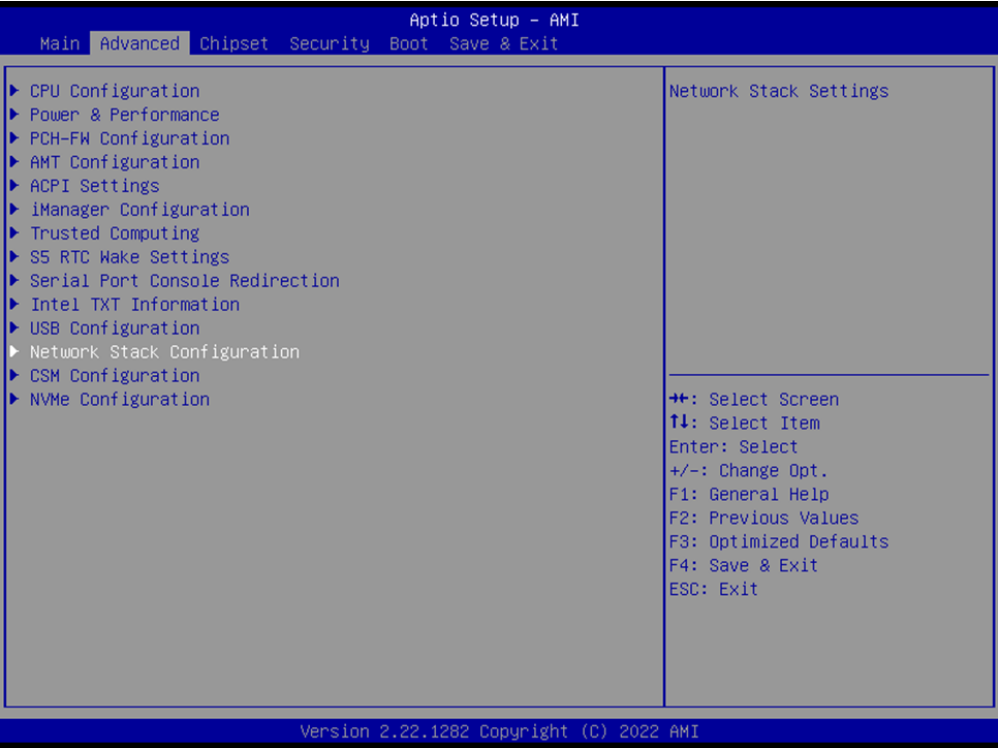 Aptio Setup – AMI
Main Advanced Chipset Security Boot Save & Exit
CPU Configuration
Power & Performance
PCH-FW Configuration
AMT Configuration
ACPI Settings
iManager Configuration
Trusted Computing
S5 RTC Wake Settings
Serial Port Console Redirection
Intel TXT Information
USB Configuration
Network Stack Configuration
CSM Configuration
NVMe Configuration
Network Stack Settings
→←: Select Screen
↑↓: Select Item
Enter: Select
+/-: Change Opt.
F1: General Help
F2: Previous Values
F3: Optimized Defaults
F4: Save & Exit
ESC: Exit
Version 2.22.1282 Copyright (C) 2022 AMI